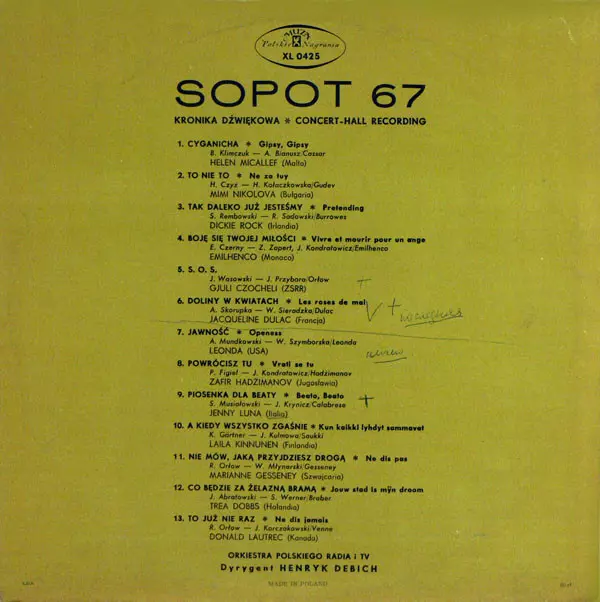 MUZA
Polskie Nagrania
XL 0425
SOPOT 67
KRONIKA DŹWIĘKOWA * CONCERT-HALL RECORDING
1. CYGANICHA * Gipsy, Gipsy
B. Klimczuk — A. Bianusz/Cassar
HELEN MICALLEF (Malta)
2. TO NIE TO * Ne za tuy
H. Czyż — H. Kołaczkowska/Gudev
MIMI NIKOLOVA (Bułgaria)
3. TAK DALEKO JUŻ JESTEŚMY * Pretending
S. Rembowski — R. Sadowski/Burrowes
DICKIE ROCK (Irlandia)
4. BOJĘ SIĘ TWOJEJ MIŁOŚCI * Vivre et mourir pour un ange
E. Czerny — Z. Zapert, J. Kondratowicz/Emilhenco
EMILHENCO (Monaco)
5. S. O. S.
J. Wasowski — J. Przybora/Orłow
GJULI CZOCHELI (ZSRR)
6. DOLINY W KWIATACH * Les roses de mai
A. Skorupka — W. Sieradzka/Dulac
JACQUELINE DULAC (Francja)
7. JAWNOŚĆ * Openess
A. Mundkowski — W. Szymborska/Leonda
LEONDA (USA)
8. POWRÓCISZ TU * Vrati se tu
P. Figiel — J. Kondratowicz/Hadżimanov
ZAFIR HADŻIMANOV (Jugosławia)
9. PIOSENKA DLA BEATY * Beata, Beato
S. Musiałowski — J. Krynicz/Calabrese
JENNY LUNA (Italia)
10. A KIEDY WSZYSTKO ZGAŚNIE * Kun kaikki lyhdyt sammuvat
K. Gärtner — J. Kulmowa/Saukki
LAILA KINNUNEN (Finlandia)
11. NIE MÓW, JAKĄ PRZYJDZIESZ DROGĄ * Ne dis pas
R. Orłow — W. Młynarski/Gesseney
MARIANNE GESSENEY (Szwajcaria)
12. CO BĘDZIE ZA ŻELAZNĄ BRAMĄ * Jouw stad is mÿn droom
J. Abratowski — S. Werner/Braber
TREA DOBBS (Holandia)
13. TO JUŻ NIE RAZ * Ne dis jamais
R. Orłow — J. Korczakowski/Venne
DONALD LAUTREC (Kanada)
ORKIESTRA POLSKIEGO RADIA i TV
Dyrygent HENRYK DEBICH
MADE IN POLAND